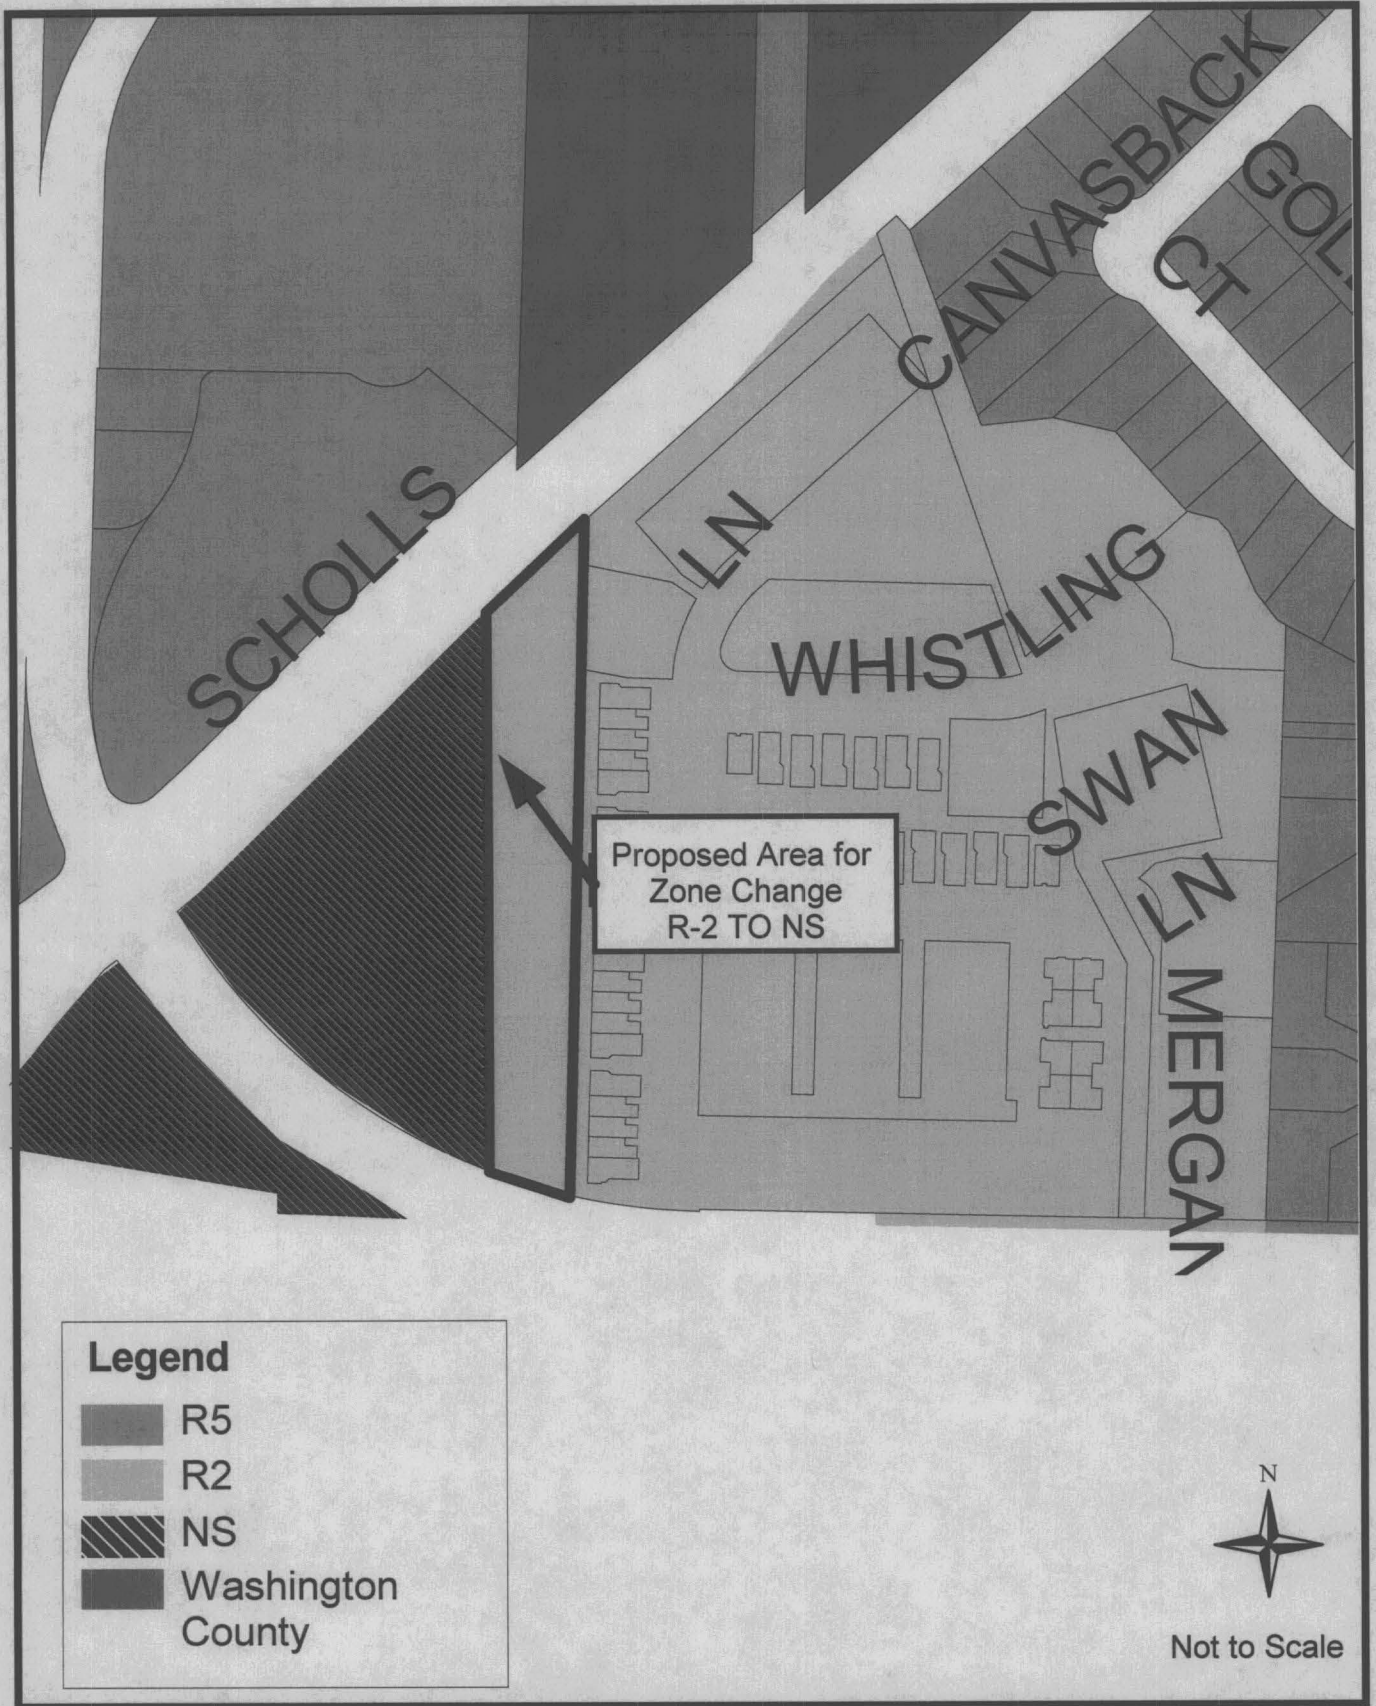 CANVASBACK
GOL
CT
SCHOLLS
LN
WHISTLING
SWAN
LN
MERGAN
Proposed Area for
Zone Change
R-2 TO NS
Legend
R5
R2
NS
Washington
County
N
Not to Scale